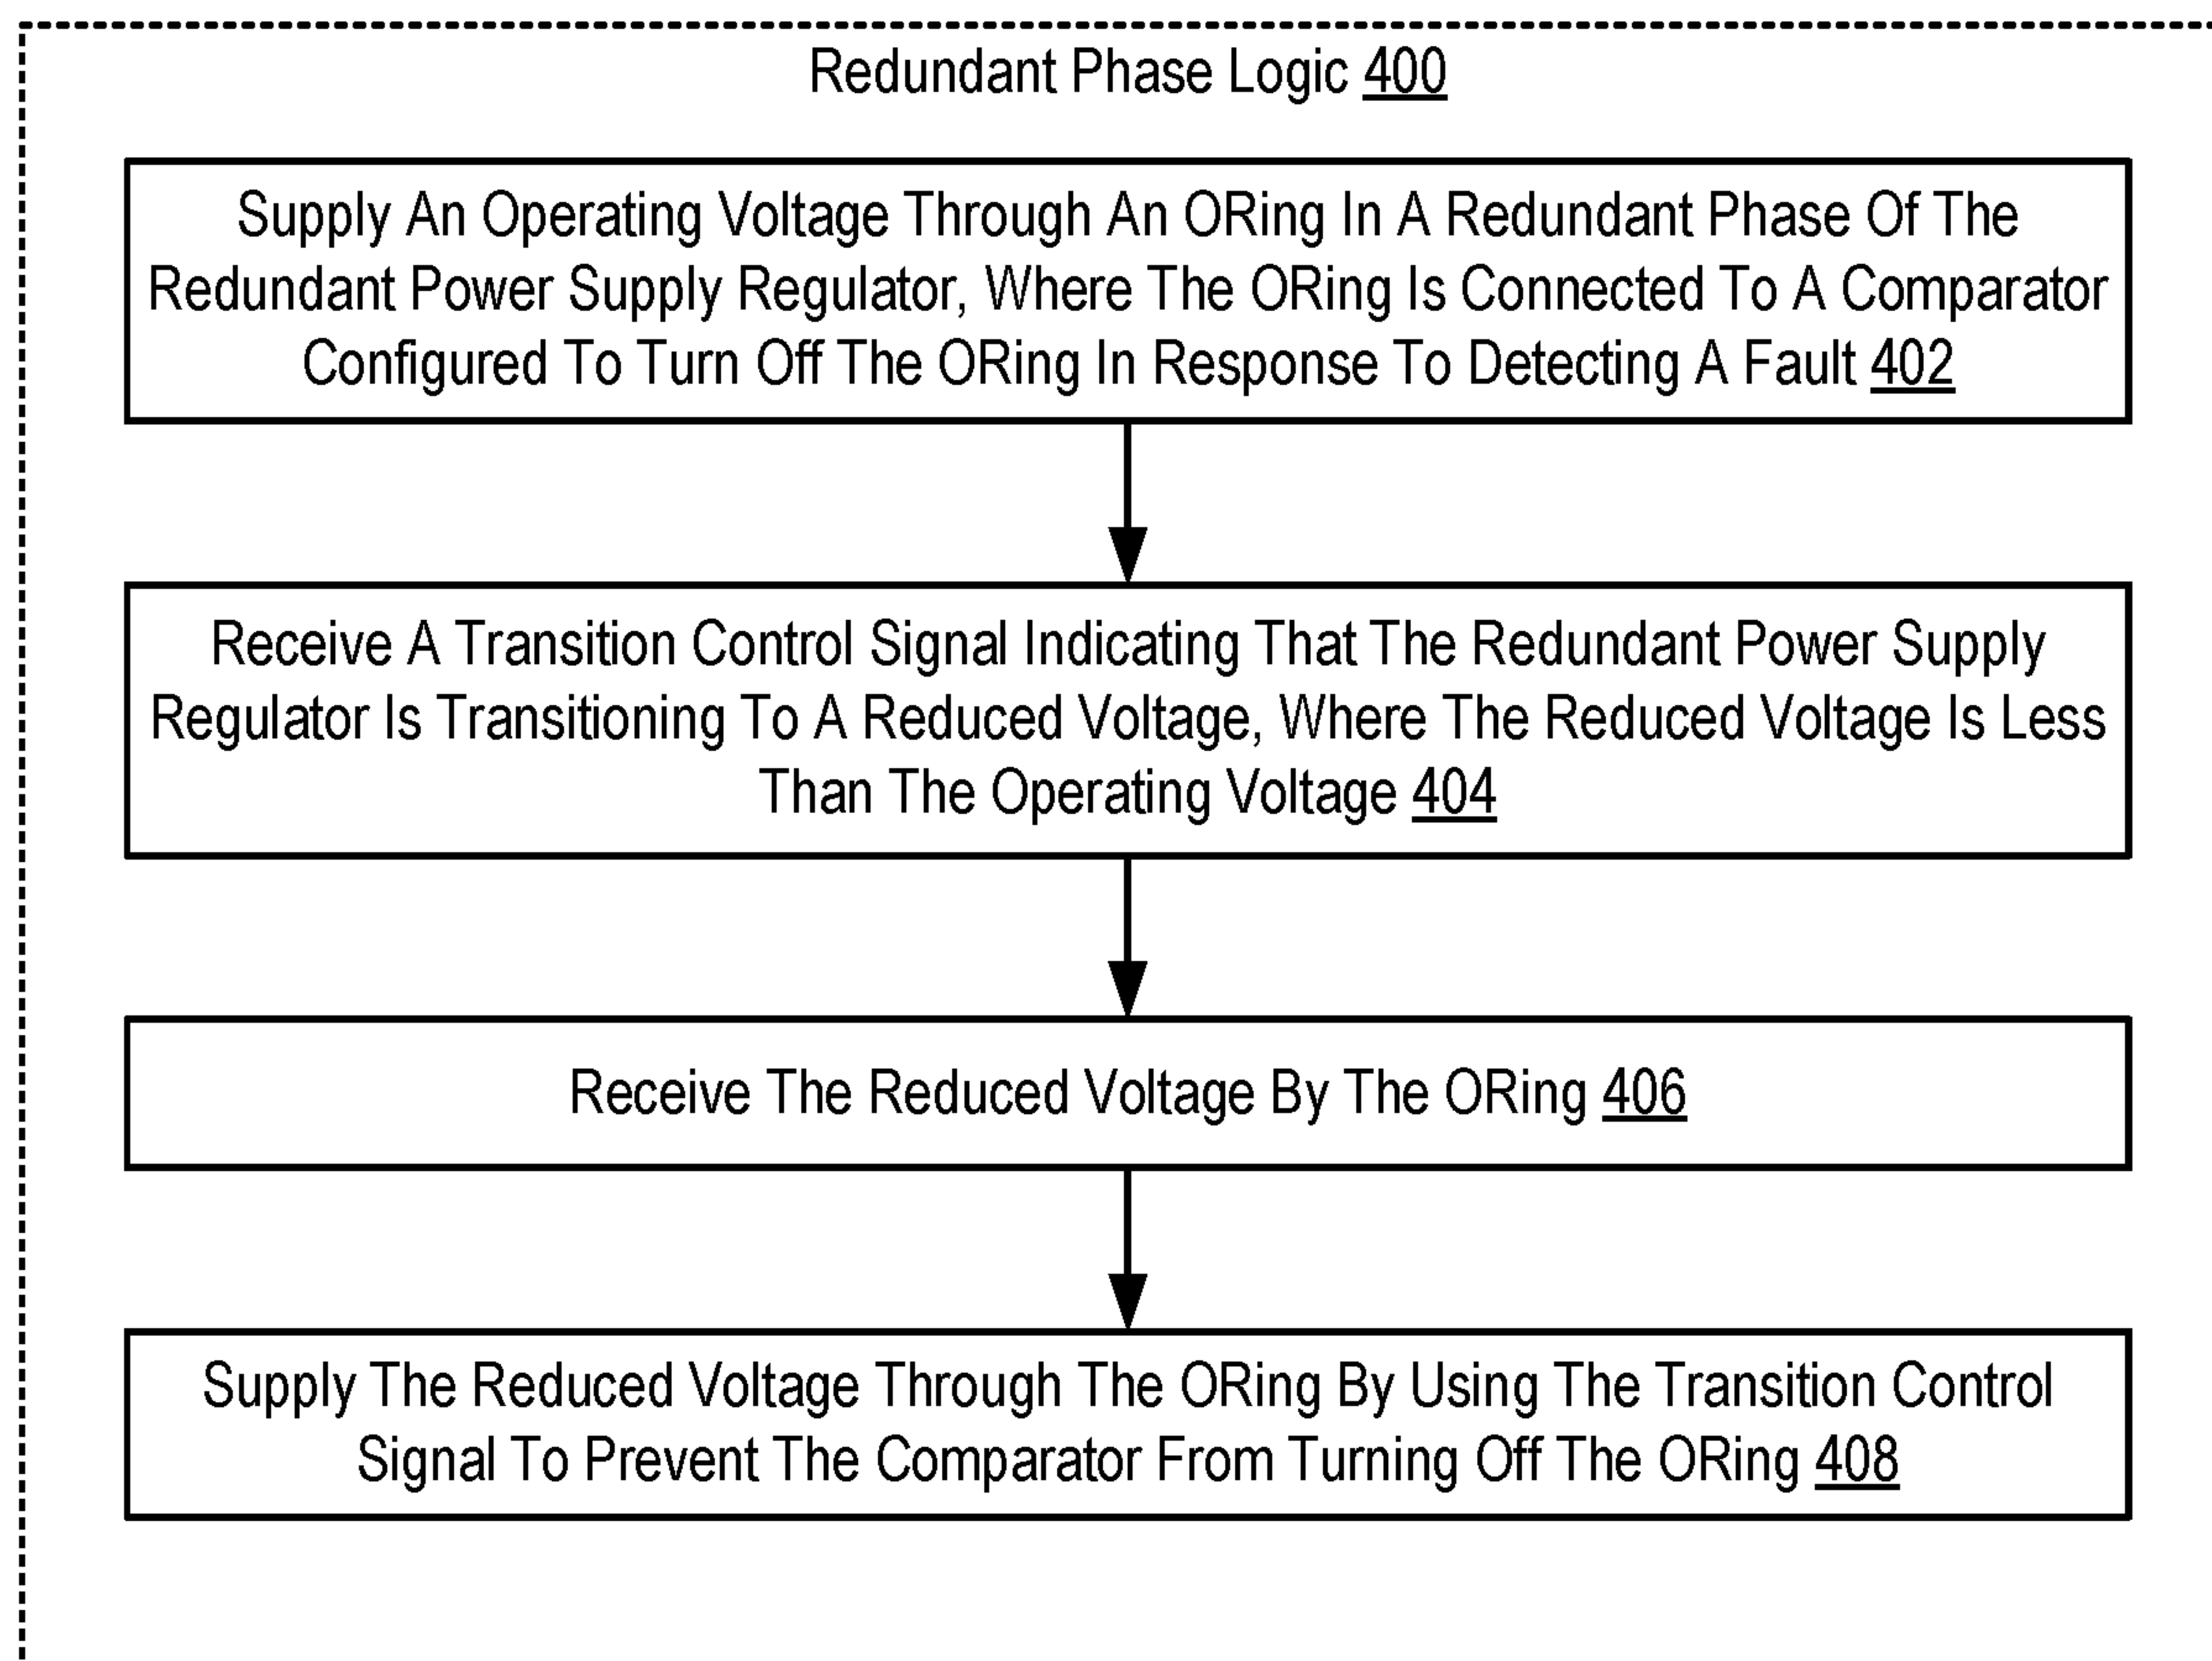 Redundant Phase Logic 400
Supply An Operating Voltage Through An ORing In A Redundant Phase Of The
Redundant Power Supply Regulator, Where The ORing Is Connected To A Comparator
Configured To Turn Off The ORing In Response To Detecting A Fault 402
Receive A Transition Control Signal Indicating That The Redundant Power Supply
Regulator Is Transitioning To A Reduced Voltage, Where The Reduced Voltage Is Less
Than The Operating Voltage 404
Receive The Reduced Voltage By The ORing 406
Supply The Reduced Voltage Through The ORing By Using The Transition Control
Signal To Prevent The Comparator From Turning Off The ORing 408